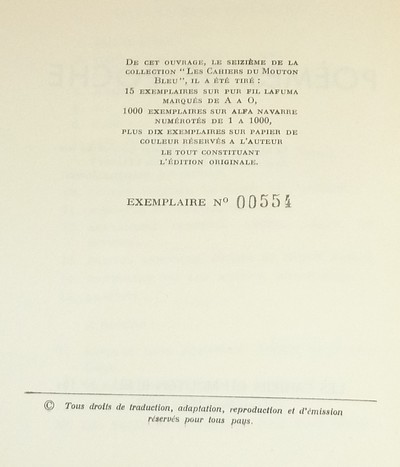 De cet ouvrage, le seizième de la
collection "Les Cahiers du Mouton
Bleu", il a été tiré :
15 exemplaires sur pur fil Lafuma
marqués de A a O,
1000 exemplaires sur alfa Navarre
numérotés de 1 a 1000,
plus dix exemplaires sur papier de
couleur réservés a l'auteur
le tout constituant
l'édition originale.
EXEMPLAIRE Nº 00554
© Tous droits de traduction, adaptation, reproduction et d'émission
réservés pour tous pays.